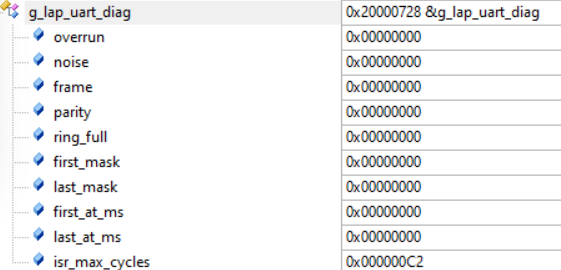 g_lap_uart_diag 0x20000728 &g_lap_uart_diag
overrun 0x00000000
noise 0x00000000
frame 0x00000000
parity 0x00000000
ring_full 0x00000000
first_mask 0x00000000
last_mask 0x00000000
first_at_ms 0x00000000
last_at_ms 0x00000000
isr_max_cycles 0x000000C2